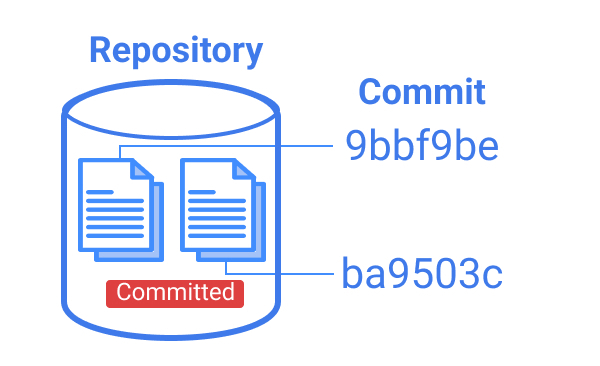 Repository
Commit
9bbf9be
ba9503c
Committed